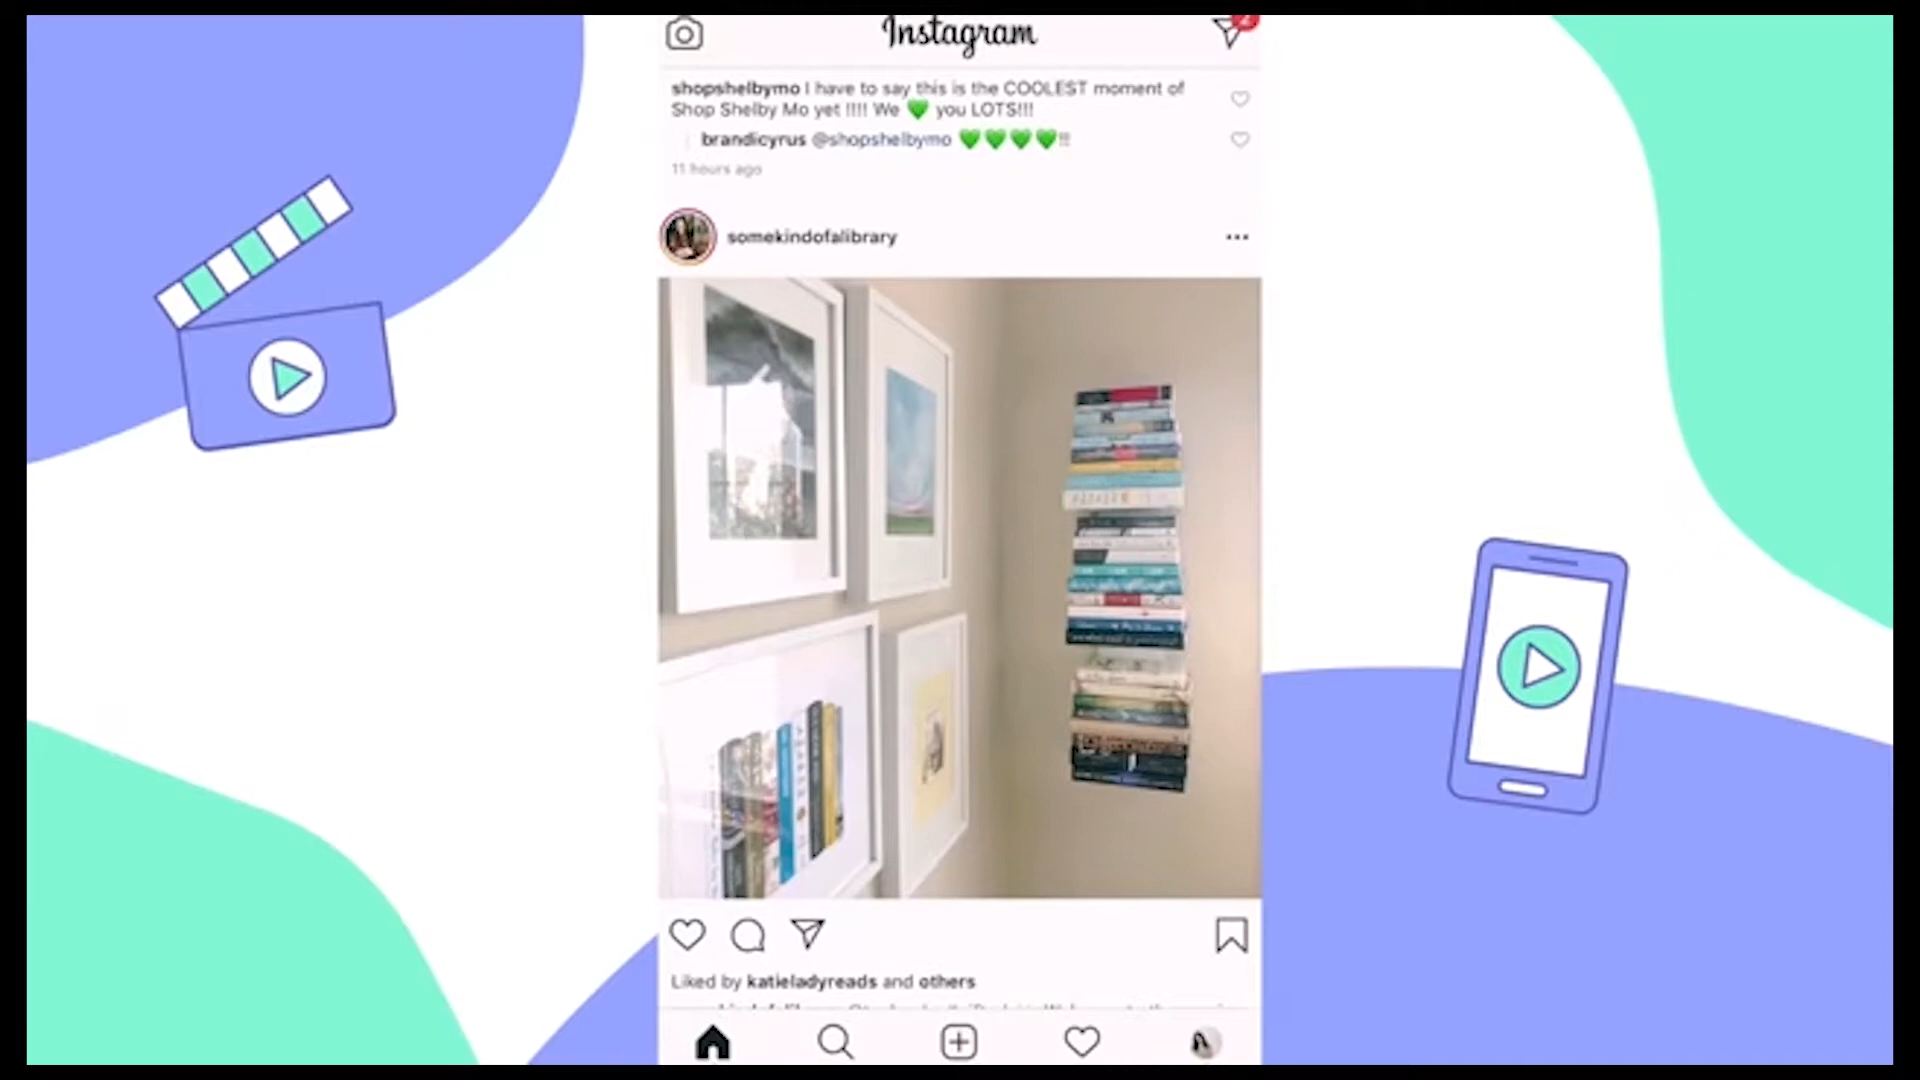 Instagram
2
shopshelbymo I have to say this is the COOLEST moment of
Shop Shelby Mo yet !!!! We 💚 you LOTS!!!
brandicyrus @shopshelbymo 💚💚💚💚!!
11 hours ago
somekindofalibrary
Liked by katieladyreads and others